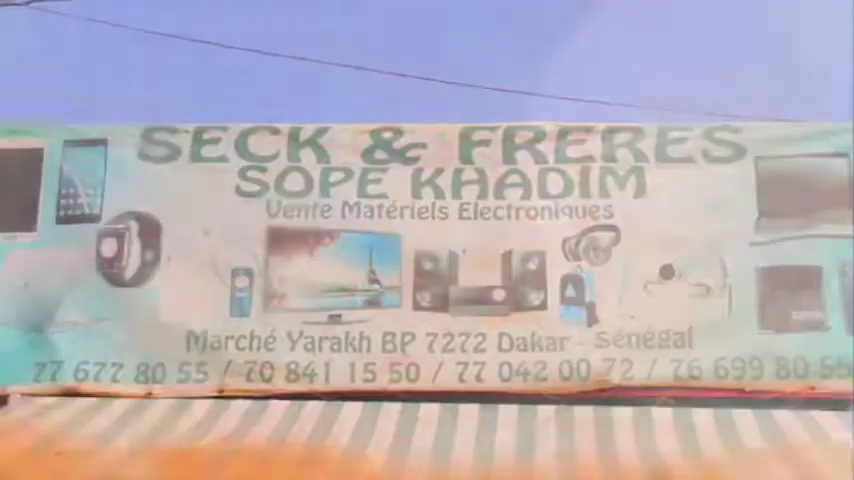 SECK & FRERES
SOPE KHADIM
Vente Matériels Electroniques
Marché Yarakh BP 7272 Dakar - Sénégal
77 677 80 55 / 70 841 15 50 / 77 042 00 72 / 76 699 80 55